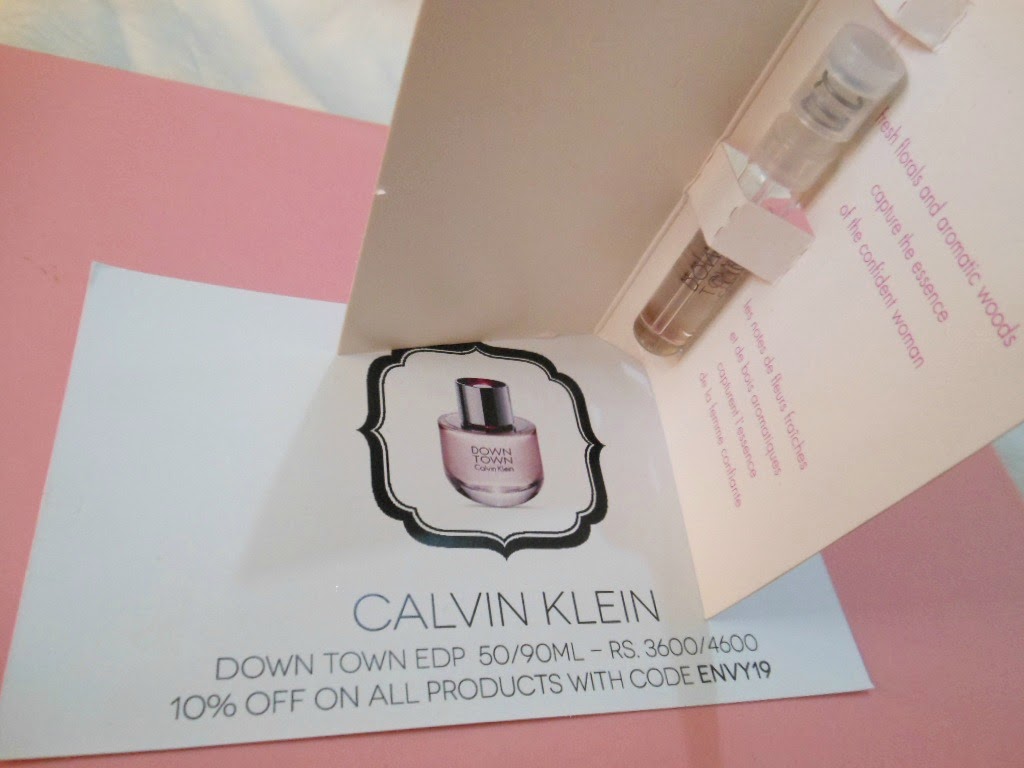 fresh florals and aromatic woods
capture the essence
of the confident woman
les notes de fleurs fraîches
et de bois aromatiques
capturent l'essence
de la femme confiante
DOWN
TOWN
Calvin Klein
CALVIN KLEIN
DOWN TOWN EDP 50/90ML – RS. 3600/4600
10% OFF ON ALL PRODUCTS WITH CODE ENVY19